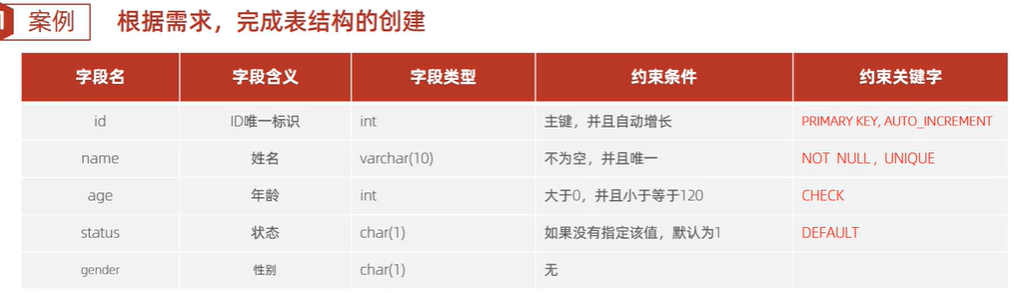 案例 根据需求，完成表结构的创建
字段名 字段含义 字段类型 约束条件 约束关键字
id ID唯一标识 int 主键，并且自动增长 PRIMARY KEY, AUTO_INCREMENT
name 姓名 varchar(10) 不为空，并且唯一 NOT NULL , UNIQUE
age 年龄 int 大于0，并且小于等于120 CHECK
status 状态 char(1) 如果没有指定该值，默认为1 DEFAULT
gender 性别 char(1) 无